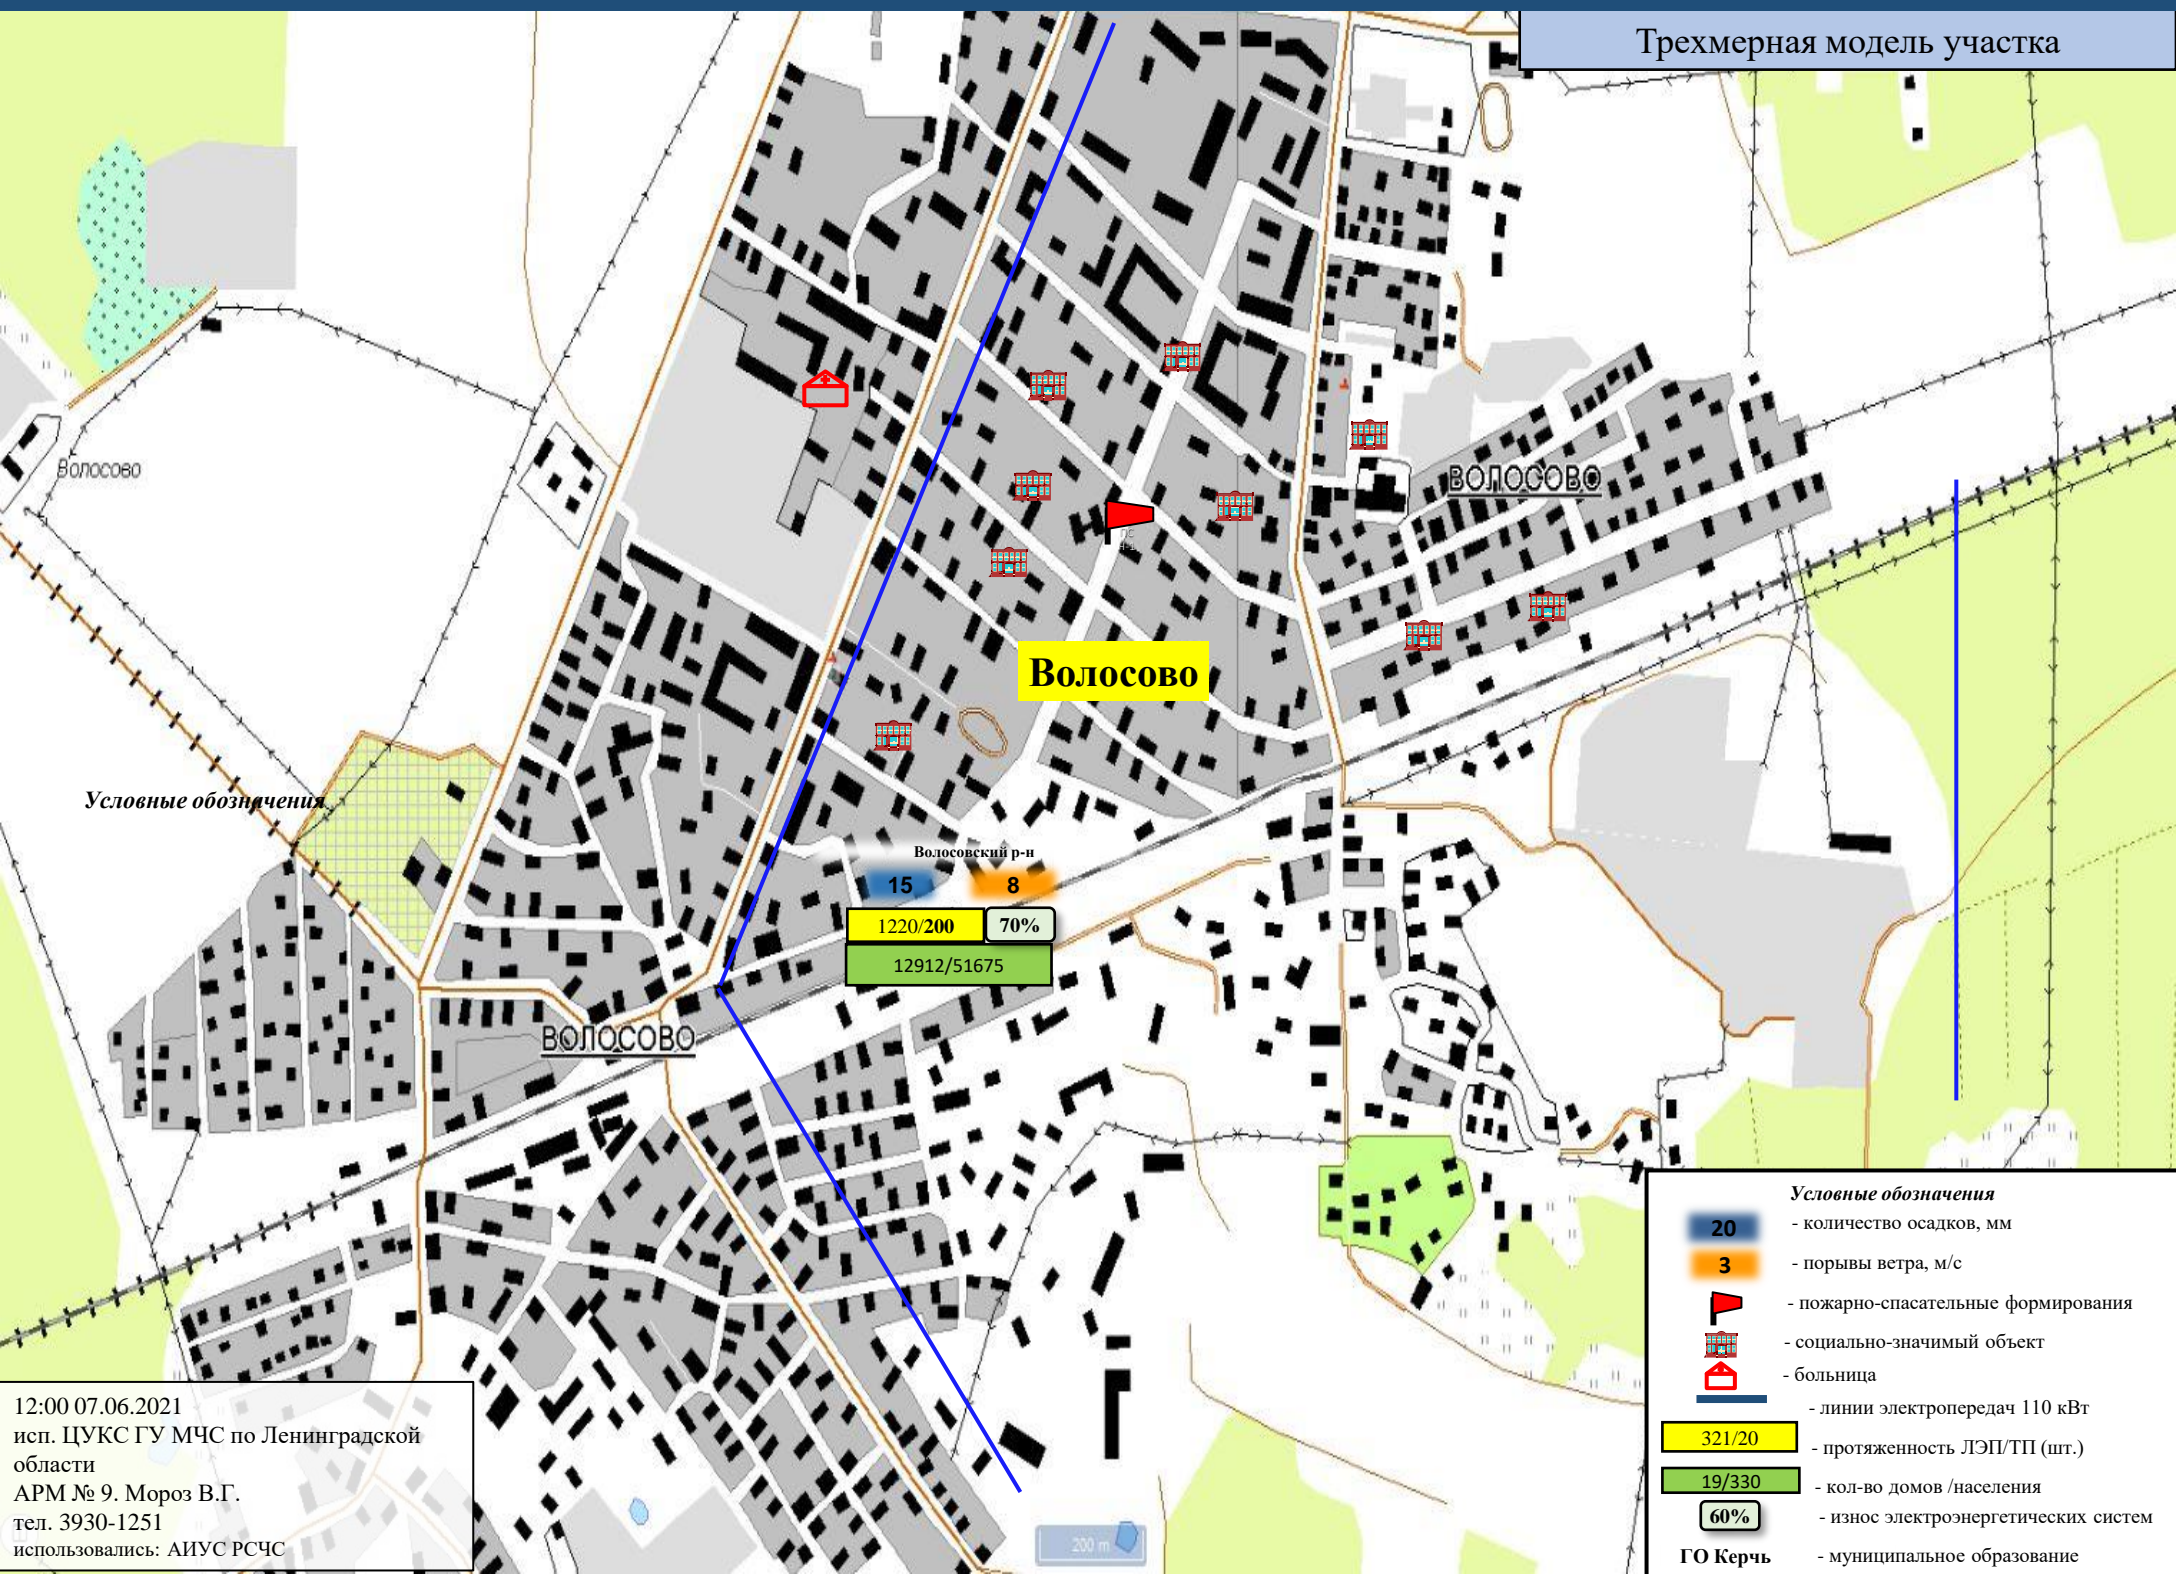 Трехмерная модель участка
Волосово
ВОЛОСОВО
Волосово
Условные обозначения
Волосовский р-н
15
8
1220/200
70%
12912/51675
ВОЛОСОВО
Условные обозначения
20 - количество осадков, мм
3 - порывы ветра, м/с
- пожарно-спасательные формирования
- социально-значимый объект
- больница
- линии электропередач 110 кВт
321/20 - протяженность ЛЭП/ТП (шт.)
19/330 - кол-во домов /населения
60% - износ электроэнергетических систем
ГО Керчь - муниципальное образование
12:00 07.06.2021
исп. ЦУКС ГУ МЧС по Ленинградской
области
АРМ № 9. Мороз В.Г.
тел. 3930-1251
использовались: АИУС РСЧС
200 m